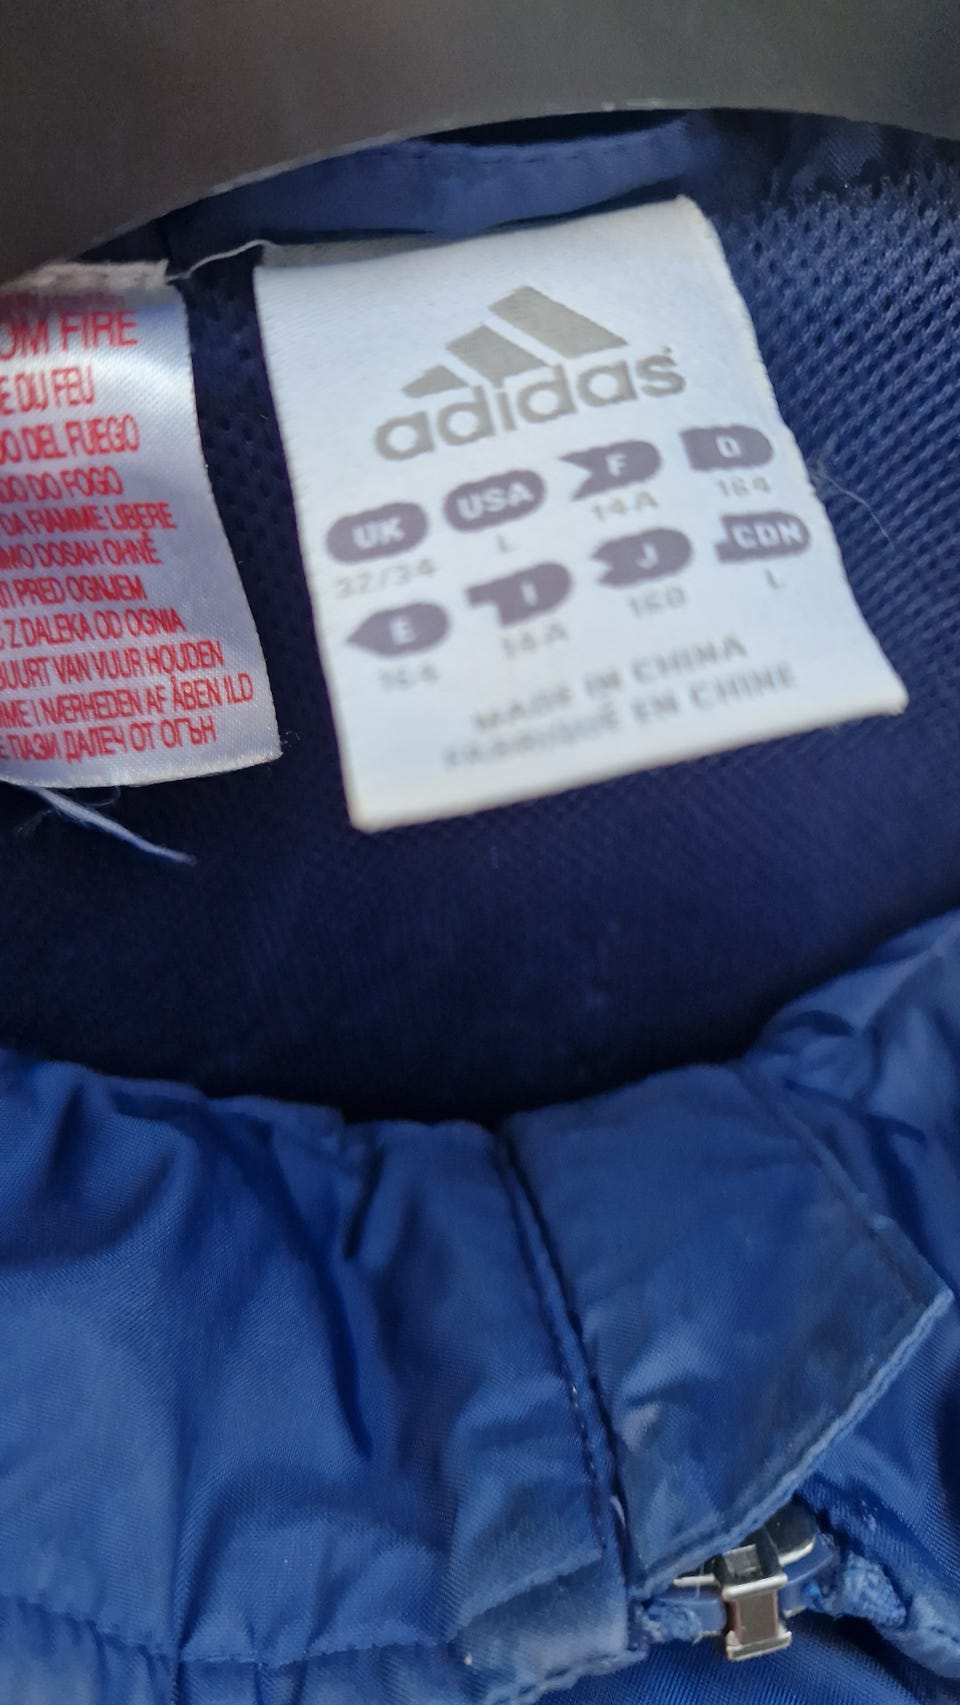 OM FIRE
E DU FEU
DO DEL FUEGO
DO DO FOGO
DA FIAMME LIBERE
MIMO DOSAH OHNĚ
PRED OGNJEM
Z DALEKA OD OGNIA
BUURT VAN VUUR HOUDEN
ME I NÆRHEDEN AF ÅBEN ILD
ПАЗИ ДАЛЕЧ ОТ ОГЪН
adidas
UK USA F D
32/34 L 14A 164
E I J CDN
164 14A 160 L
MADE IN CHINA
FABRIQUÉ EN CHINE